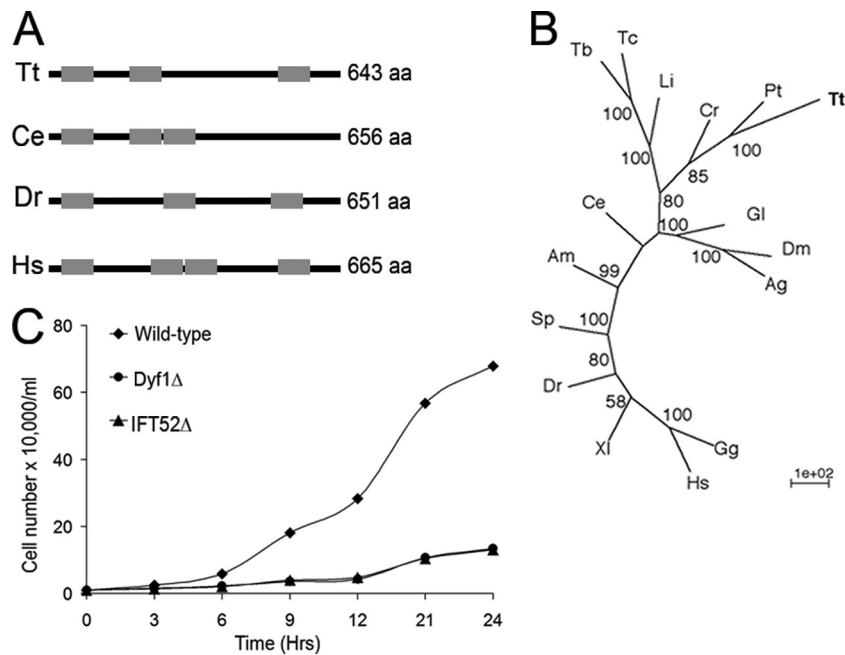 A
Tt 643 aa
Ce 656 aa
Dr 651 aa
Hs 665 aa
B
Tb
Tc
Li
Cr
Pt
Tt
100
100
85
100
80
100
Ce
Gl
Dm
Ag
100
Am
99
Sp
100
80
Dr
58
100
Xl
Gg
Hs
1e+02
C
80
60
40
20
0
Cell number x 10,000/ml
Wild-type
Dyf1Δ
IFT52Δ
0 3 6 9 12 21 24
Time (Hrs)